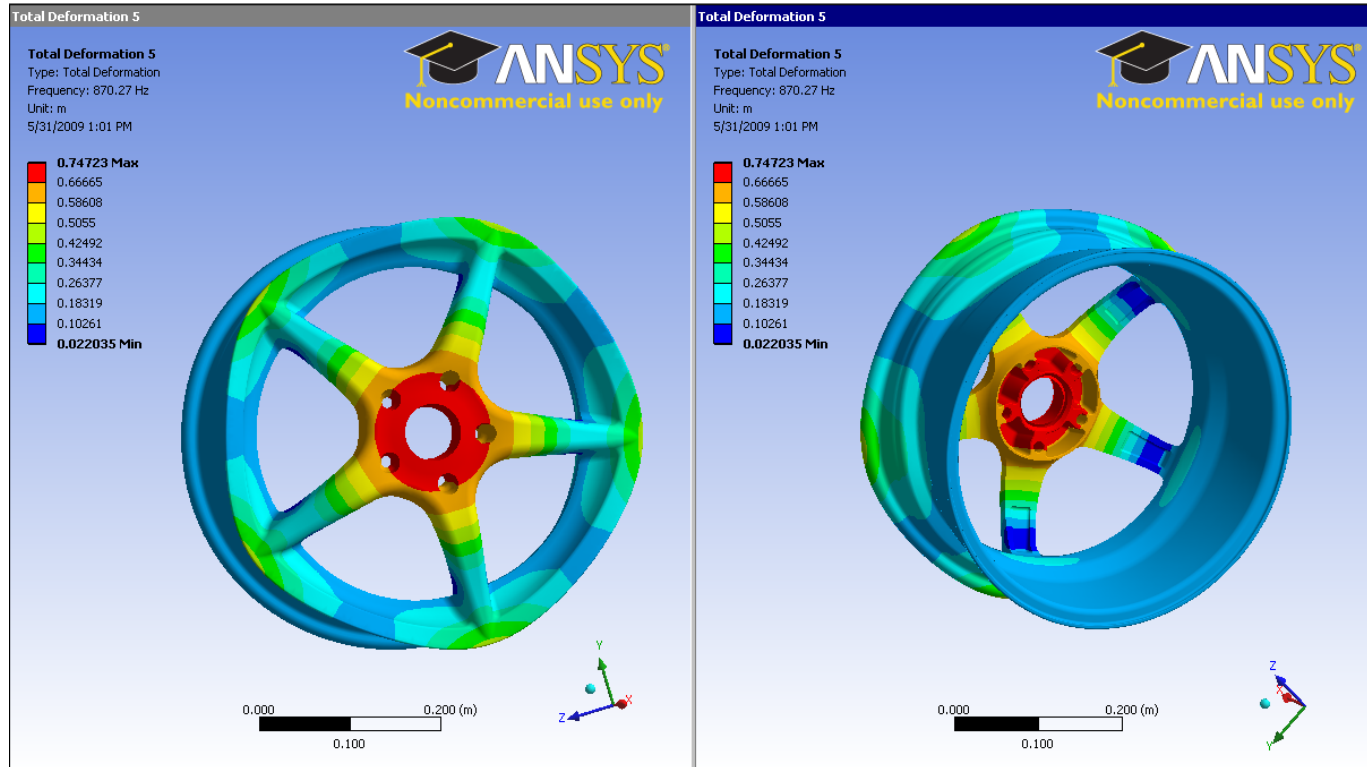 Total Deformation 5
Total Deformation 5
Type: Total Deformation
Frequency: 870.27 Hz
Unit: m
5/31/2009 1:01 PM
ANSYS®
Noncommercial use only
0.74723 Max
0.66665
0.58608
0.5055
0.42492
0.34434
0.26377
0.18319
0.10261
0.022035 Min
0.000
0.200 (m)
0.100
Y
X
Z
Total Deformation 5
Total Deformation 5
Type: Total Deformation
Frequency: 870.27 Hz
Unit: m
5/31/2009 1:01 PM
ANSYS®
Noncommercial use only
0.74723 Max
0.66665
0.58608
0.5055
0.42492
0.34434
0.26377
0.18319
0.10261
0.022035 Min
0.000
0.200 (m)
0.100
Z
X
Y